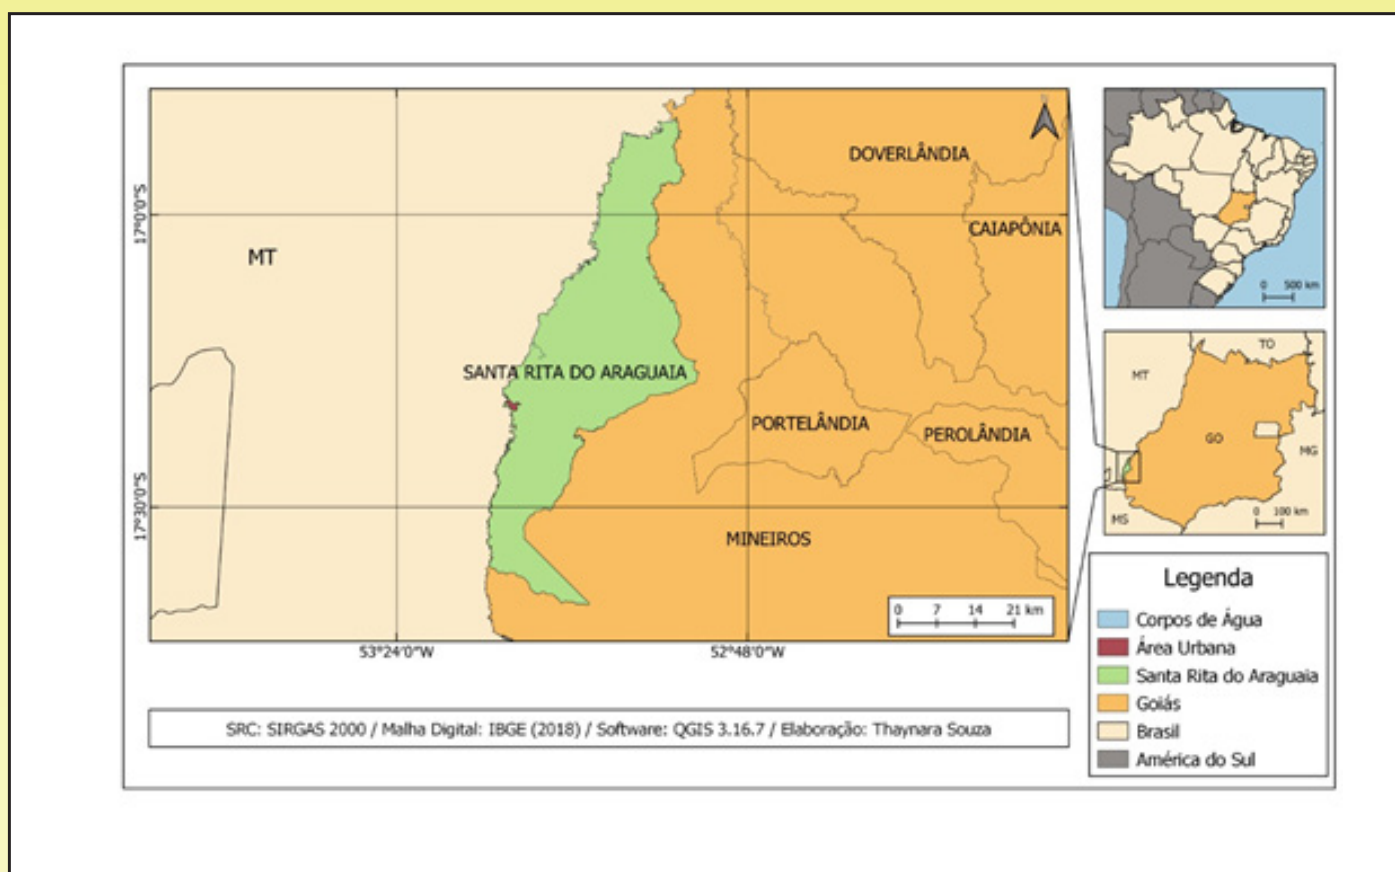 DOVERLÂNDIA
17°0'0"S
CAIAPÔNIA
MT
SANTA RITA DO ARAGUAIA
PORTELÂNDIA
PEROLÂNDIA
17°30'0"S
MINEIROS
0 7 14 21 km
53°24'0"W
52°48'0"W
0 500 km
TO
MT
GO
MG
MS
0 100 km
Legenda
Corpos de Água
Área Urbana
Santa Rita do Araguaia
Goiás
Brasil
América do Sul
SRC: SIRGAS 2000 / Malha Digital: IBGE (2018) / Software: QGIS 3.16.7 / Elaboração: Thaynara Souza